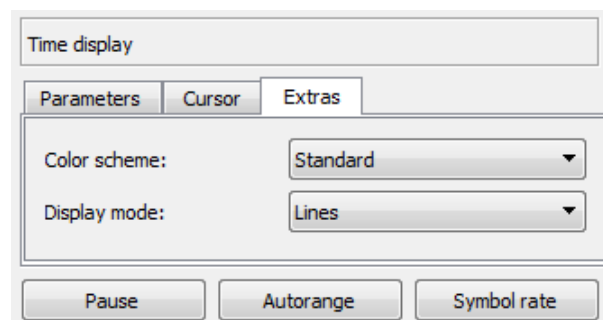 Time display
Parameters Cursor Extras
Color scheme: Standard
Display mode: Lines
Pause Autorange Symbol rate